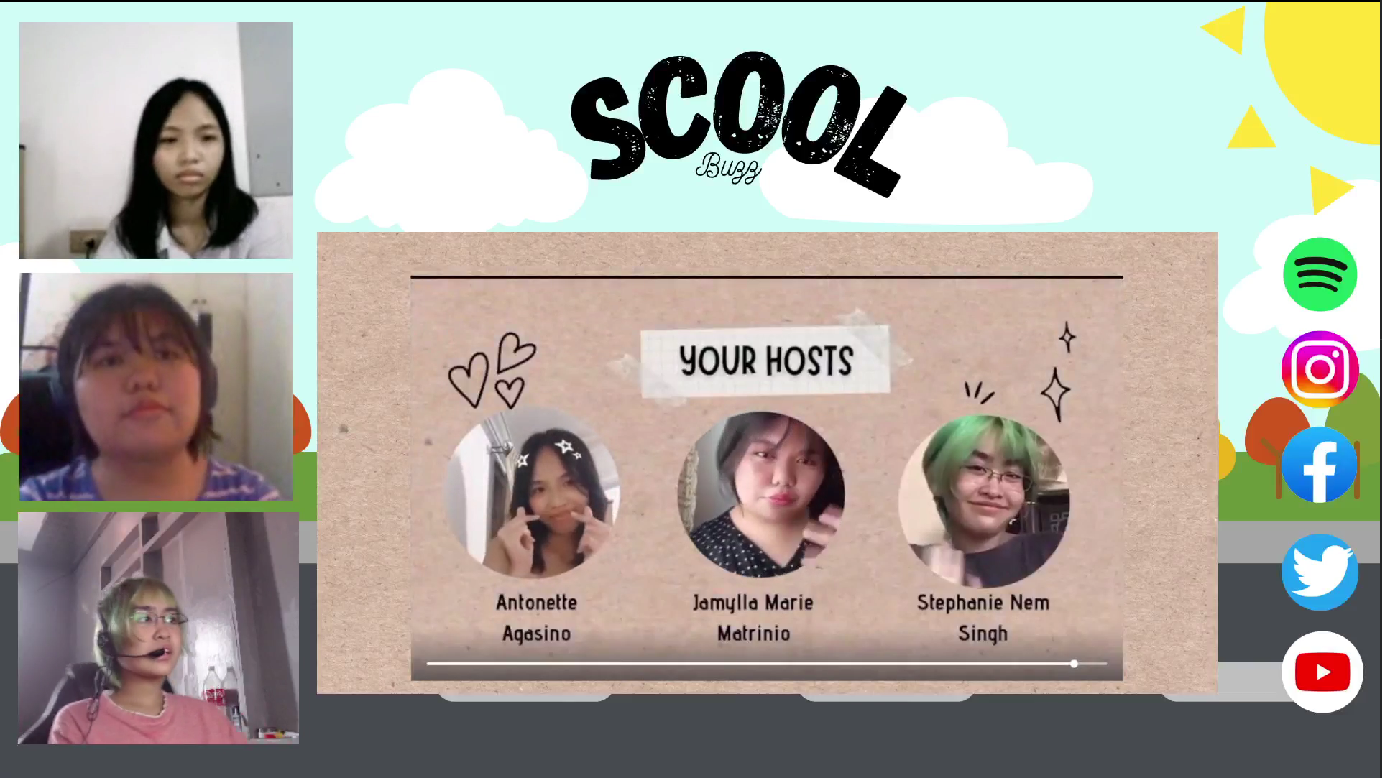 SCOOL
Buzz
YOUR HOSTS
Antonette
Agasino
Jamylla Marie
Matrinio
Stephanie Nem
Singh